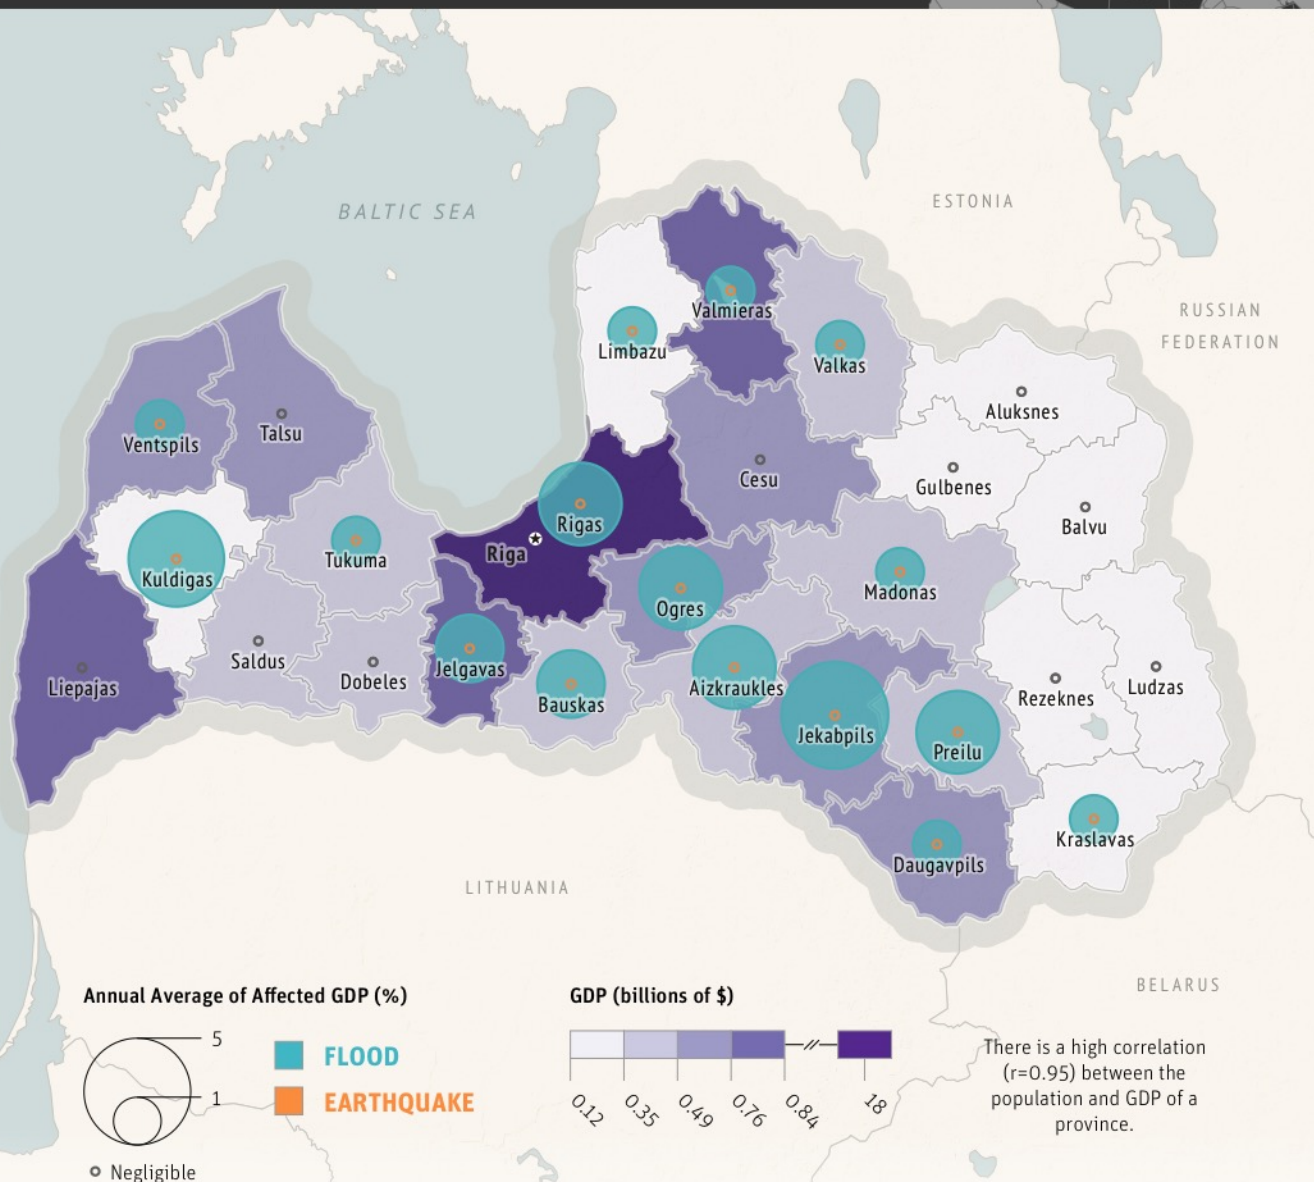 BALTIC SEA
ESTONIA
RUSSIAN
FEDERATION
Valmieras
Limbazu
Valkas
Aluksnes
Ventspils
Talsu
Cesu
Gulbenes
Balvu
Rigas
Riga
Tukuma
Kuldigas
Ogres
Madonas
Saldus
Dobeles
Jelgavas
Liepajas
Bauskas
Aizkraukles
Jekabpils
Preilu
Rezeknes
Ludzas
Kraslavas
Daugavpils
LITHUANIA
BELARUS
Annual Average of Affected GDP (%)
5
1
Negligible
FLOOD
EARTHQUAKE
GDP (billions of $)
0.12 0.35 0.49 0.76 0.84 18
There is a high correlation
(r=0.95) between the
population and GDP of a
province.